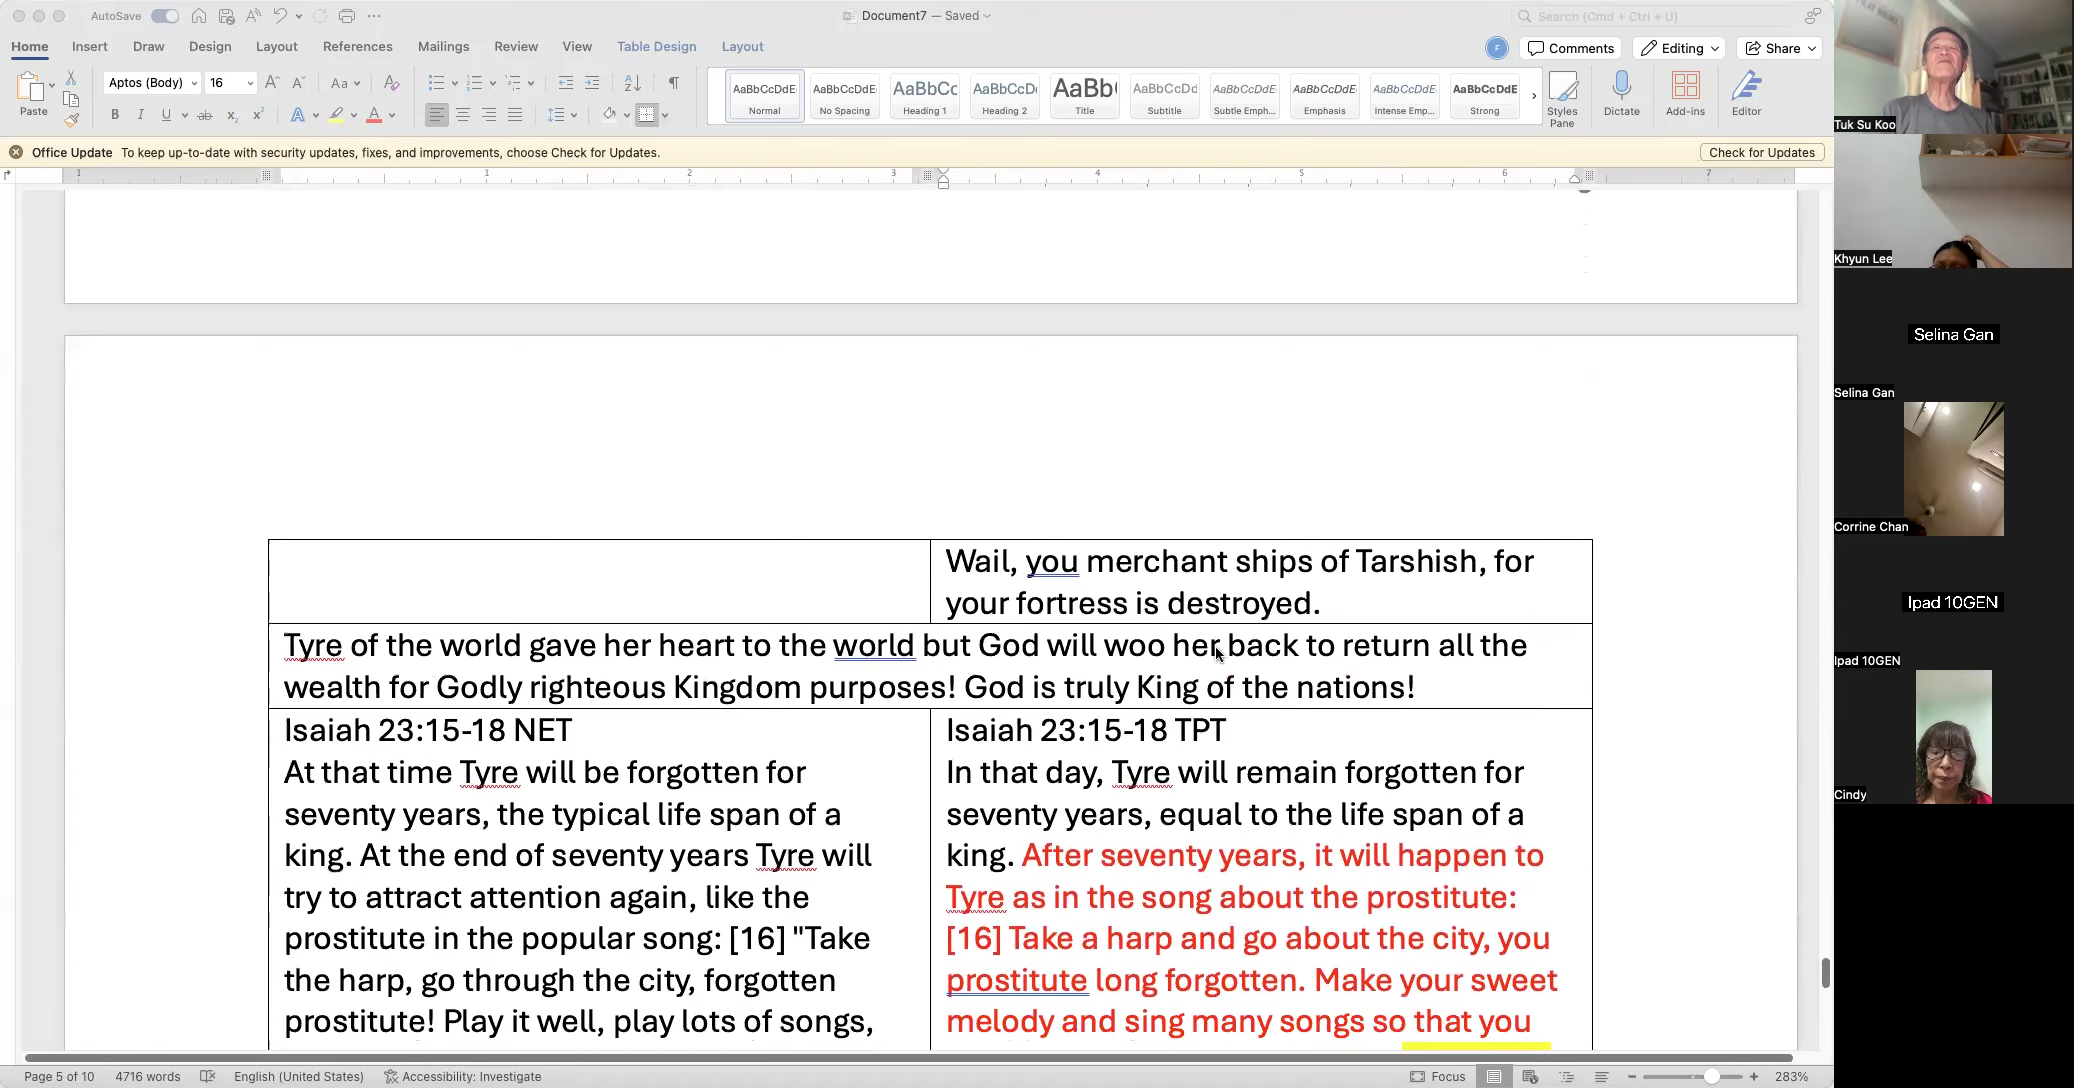 AutoSave
Document7 — Saved
Search (Cmd + Ctrl + U)
Home Insert Draw Design Layout References Mailings Review View Table Design Layout
F
Comments
Editing
Share
Paste
Aptos (Body)
16
AaBbCcDdE
Normal
AaBbCcDdE
No Spacing
AaBbCc
Heading 1
AaBbCcDc
Heading 2
AaBb(
Title
AaBbCcDd
Subtitle
AaBbCcDdE
Subtle Emph...
AaBbCcDdE
Emphasis
AaBbCcDdE
Intense Emp...
AaBbCcDdE
Strong
Styles
Pane
Dictate
Add-ins
Editor
Office Update To keep up-to-date with security updates, fixes, and improvements, choose Check for Updates.
Check for Updates
1 1 2 3 4 5 6 7
Wail, you merchant ships of Tarshish, for
your fortress is destroyed.
Tyre of the world gave her heart to the world but God will woo her back to return all the
wealth for Godly righteous Kingdom purposes! God is truly King of the nations!
Isaiah 23:15-18 NET
At that time Tyre will be forgotten for
seventy years, the typical life span of a
king. At the end of seventy years Tyre will
try to attract attention again, like the
prostitute in the popular song: [16] "Take
the harp, go through the city, forgotten
prostitute! Play it well, play lots of songs,
Isaiah 23:15-18 TPT
In that day, Tyre will remain forgotten for
seventy years, equal to the life span of a
king. After seventy years, it will happen to
Tyre as in the song about the prostitute:
[16] Take a harp and go about the city, you
prostitute long forgotten. Make your sweet
melody and sing many songs so that you
Page 5 of 10
4716 words
English (United States)
Accessibility: Investigate
Focus
283%
Tuk Su Koo
Khyun Lee
Selina Gan
Selina Gan
Corrine Chan
Ipad 10GEN
Ipad 10GEN
Cindy